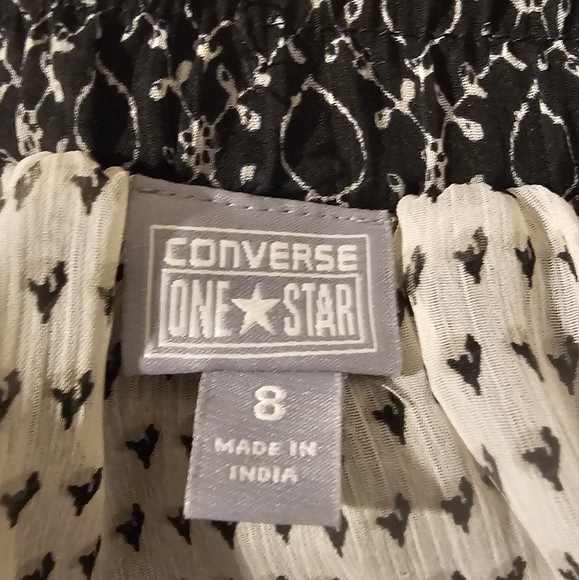 CONVERSE
ONE★STAR
8
MADE IN
INDIA